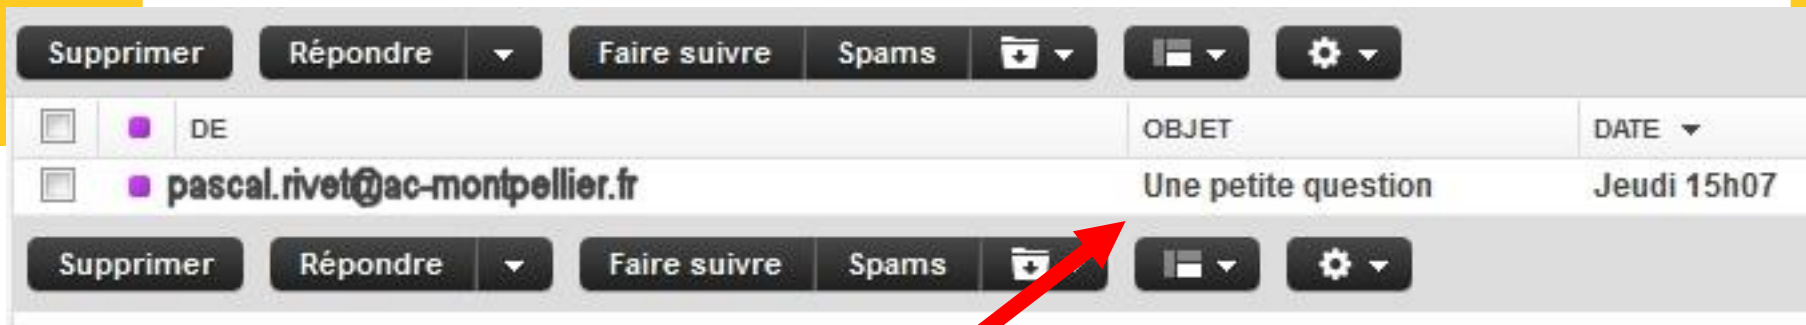 Supprimer Répondre Faire suivre Spams
DE OBJET DATE
pascal.rivet@ac-montpellier.fr Une petite question Jeudi 15h07
Supprimer Répondre Faire suivre Spams